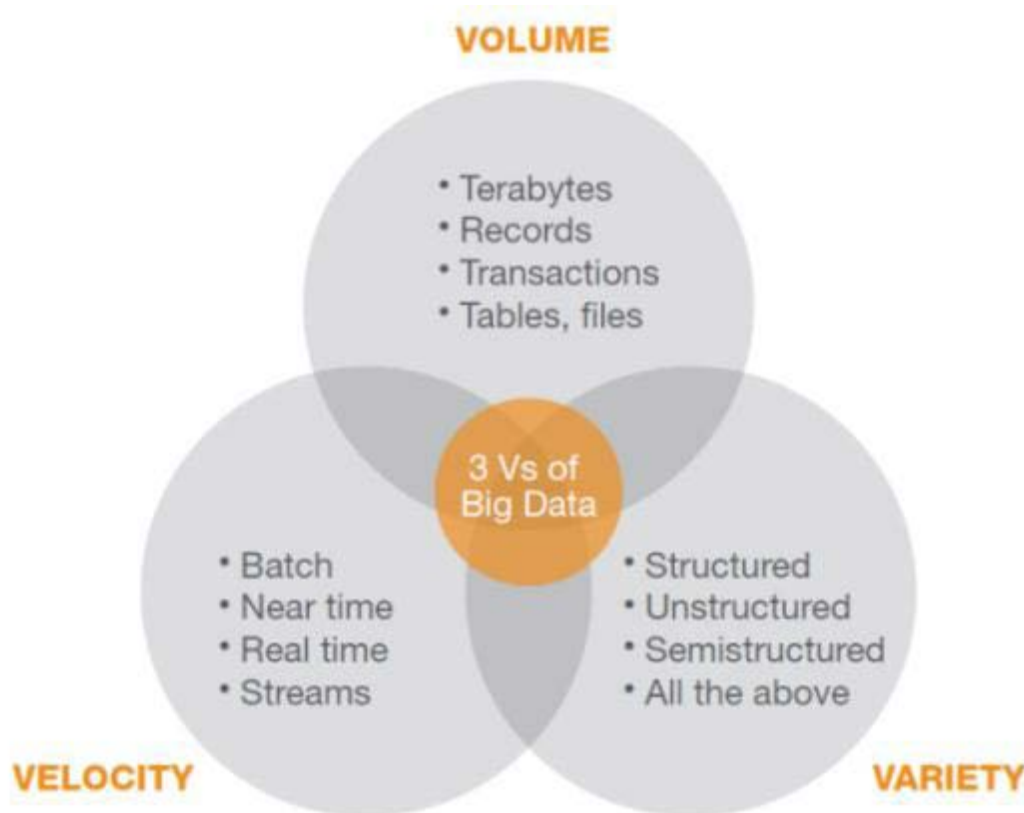 VOLUME
• Terabytes
• Records
• Transactions
• Tables, files
3 Vs of
Big Data
• Batch
• Near time
• Real time
• Streams
• Structured
• Unstructured
• Semistructured
• All the above
VELOCITY
VARIETY